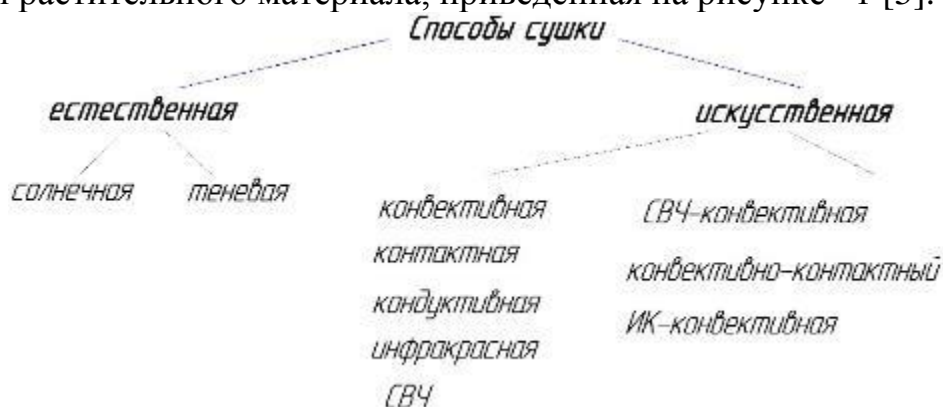 растительного материала, приведенная на рисунке - 1 [5].
Способы сушки
естественная
искусственная
солнечная
теневая
конвективная
контактная
кондуктивная
инфракрасная
СВЧ
СВЧ-конвективная
конвективно-контактный
ИК-конвективная